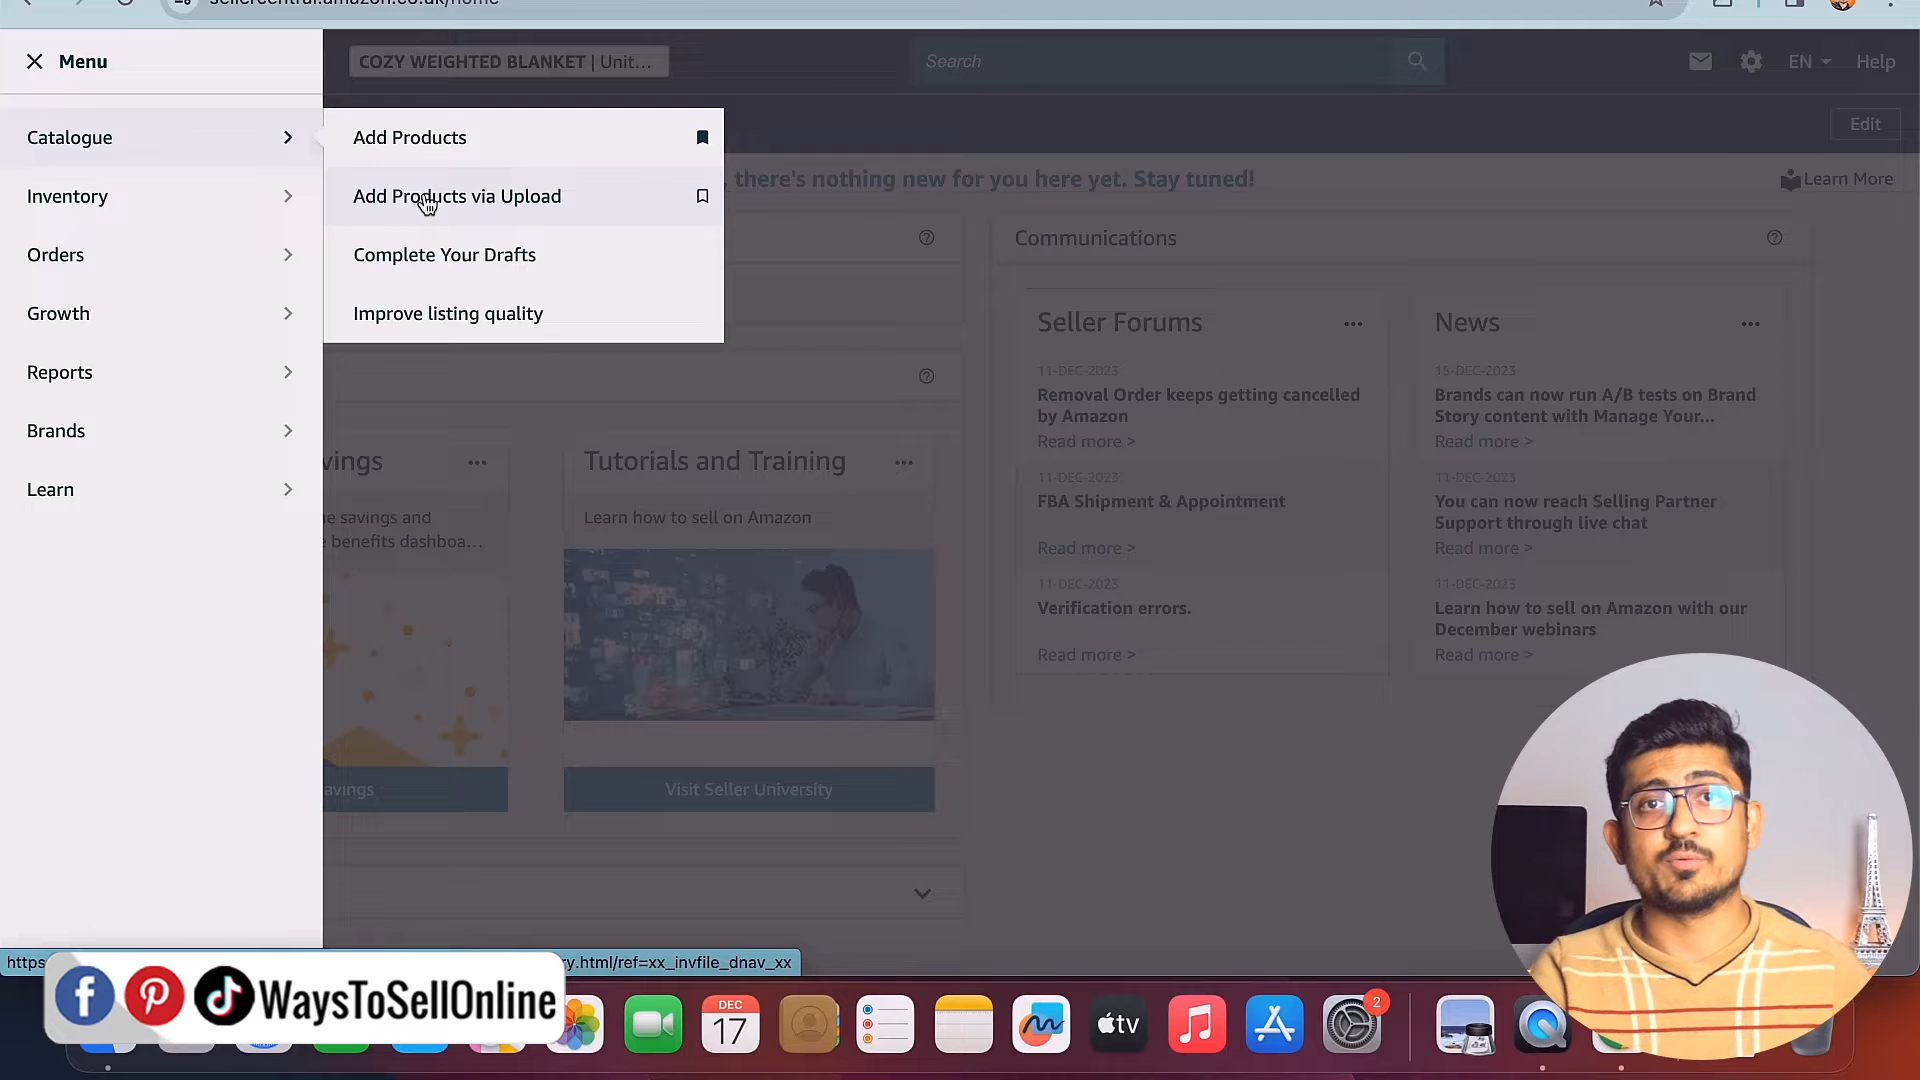 sellercentral.amazon.co.uk/home
Menu
COZY WEIGHTED BLANKET | Unit...
Search
EN
Help
Catalogue
Add Products
Edit
Inventory
Add Products via Upload
, there's nothing new for you here yet. Stay tuned!
Learn More
Orders
Complete Your Drafts
Communications
Growth
Improve listing quality
Seller Forums
News
Reports
11-DEC-2023
Removal Order keeps getting cancelled
by Amazon
Read more >
15-DEC-2023
Brands can now run A/B tests on Brand
Story content with Manage Your...
Read more >
Brands
vings
Tutorials and Training
Learn
11-DEC-2023
FBA Shipment & Appointment
Read more >
11-DEC-2023
You can now reach Selling Partner
Support through live chat
Read more >
e savings and
e benefits dashboa...
Learn how to sell on Amazon
11-DEC-2023
Verification errors.
Read more >
11-DEC-2023
Learn how to sell on Amazon with our
December webinars
Read more >
avings
Visit Seller University
https
ry.html/ref=xx_invfile_dnav_xx
WaysToSellOnline
DEC
17
tv
2